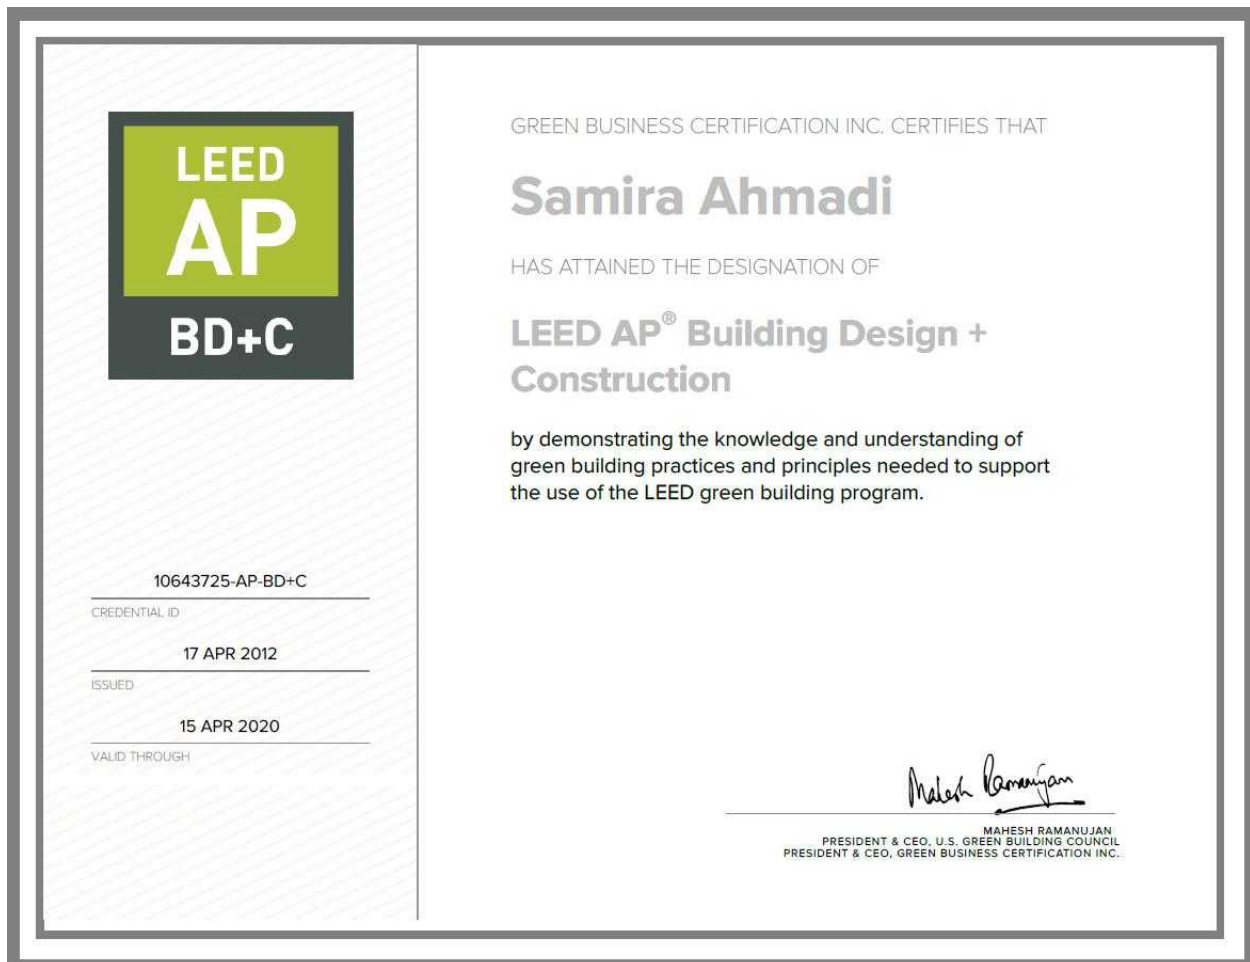 LEED
AP
BD+C
10643725-AP-BD+C
CREDENTIAL ID
17 APR 2012
ISSUED
15 APR 2020
VALID THROUGH
GREEN BUSINESS CERTIFICATION INC. CERTIFIES THAT
Samira Ahmadi
HAS ATTAINED THE DESIGNATION OF
LEED AP® Building Design +
Construction
by demonstrating the knowledge and understanding of
green building practices and principles needed to support
the use of the LEED green building program.
Mahesh Ramanujan
MAHESH RAMANUJAN
PRESIDENT & CEO, U.S. GREEN BUILDING COUNCIL
PRESIDENT & CEO, GREEN BUSINESS CERTIFICATION INC.